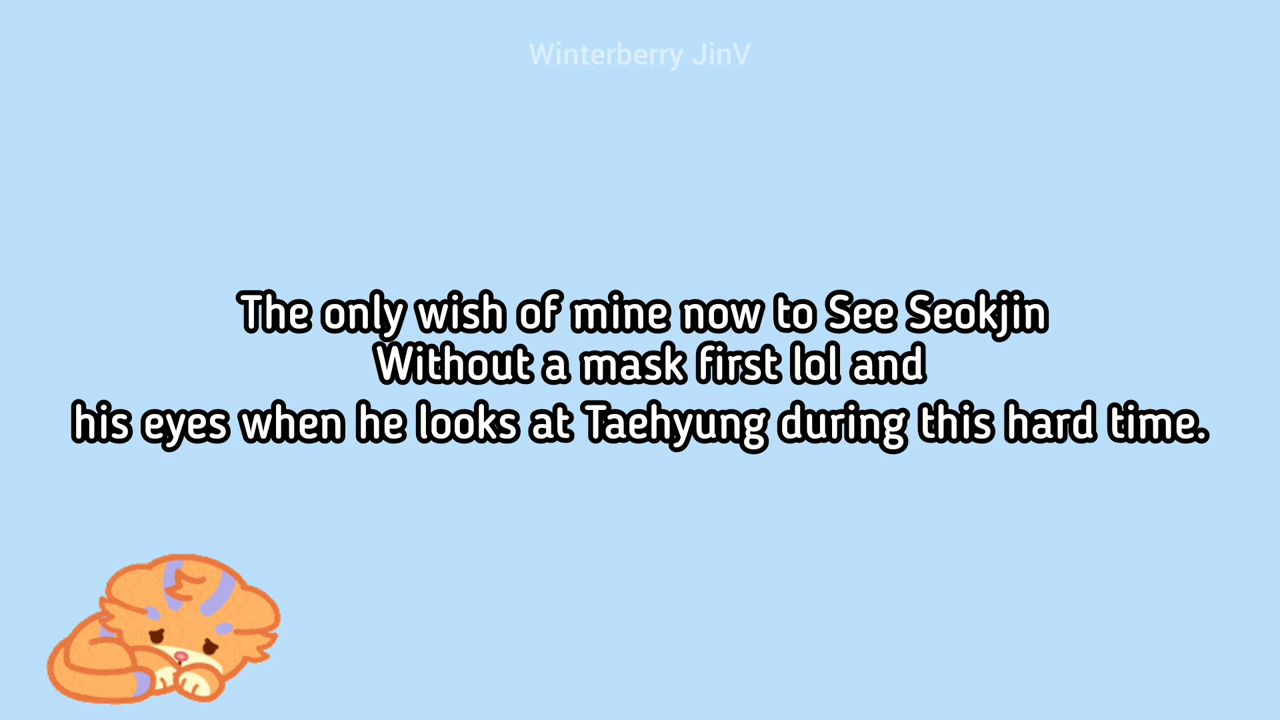 Winterberry JinV
The only wish of mine now to See Seokjin
Without a mask first lol and
his eyes when he looks at Taehyung during this hard time.